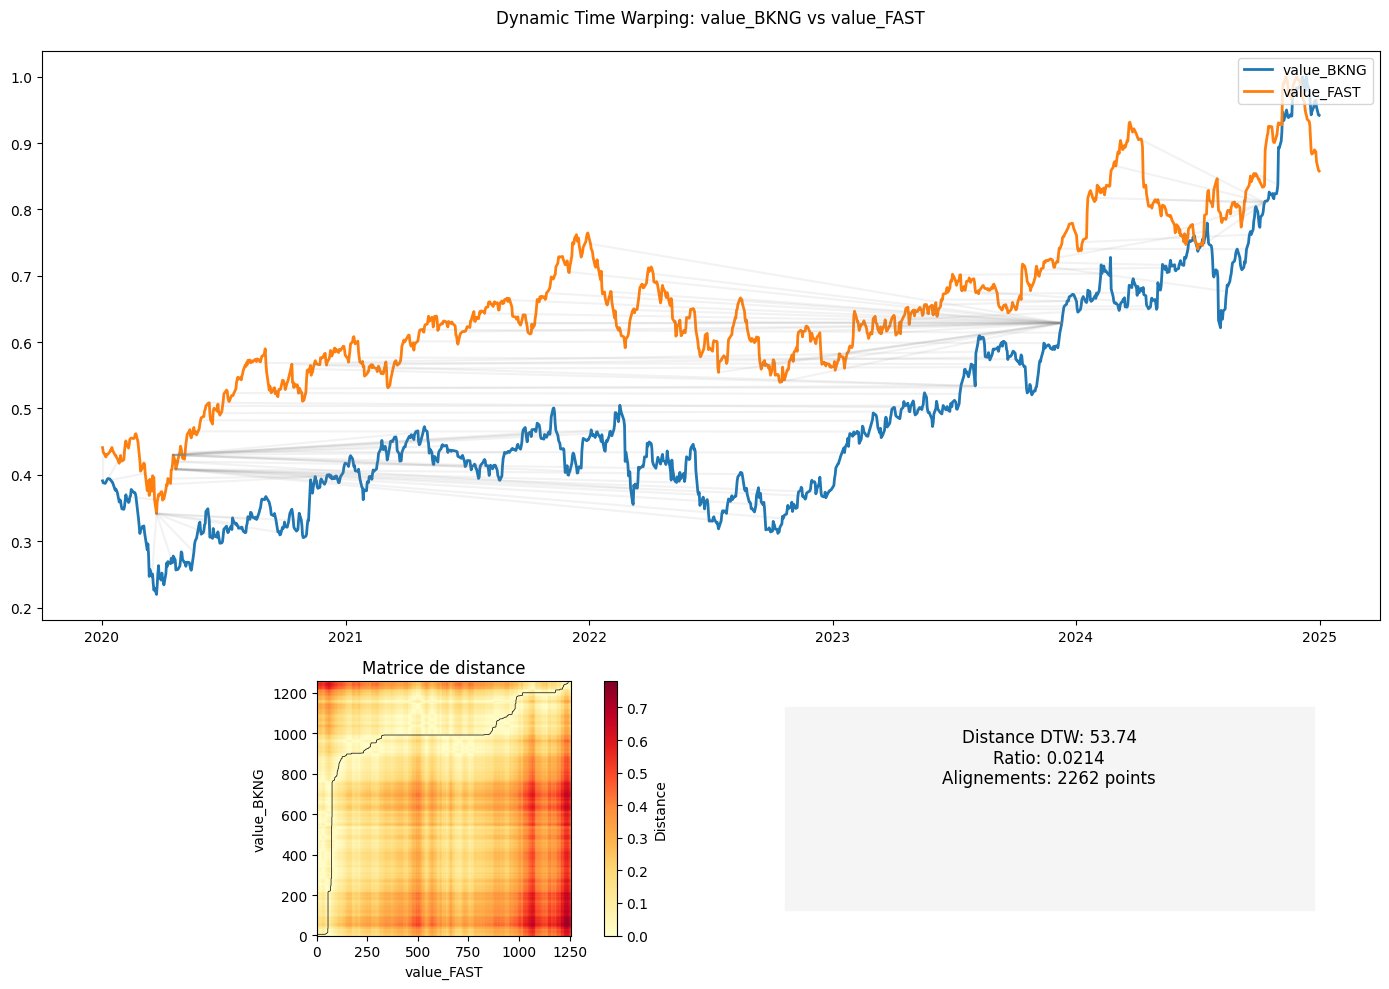 Dynamic Time Warping: value_BKNG vs value_FAST
value_BKNG
value_FAST
1.0
0.9
0.8
0.7
0.6
0.5
0.4
0.3
0.2
2020 2021 2022 2023 2024 2025
Matrice de distance
value_BKNG
1200
1000
800
600
400
200
0
0 250 500 750 1000 1250
value_FAST
0.7
0.6
0.5
0.4
0.3
0.2
0.1
0.0
Distance
Distance DTW: 53.74
Ratio: 0.0214
Alignements: 2262 points